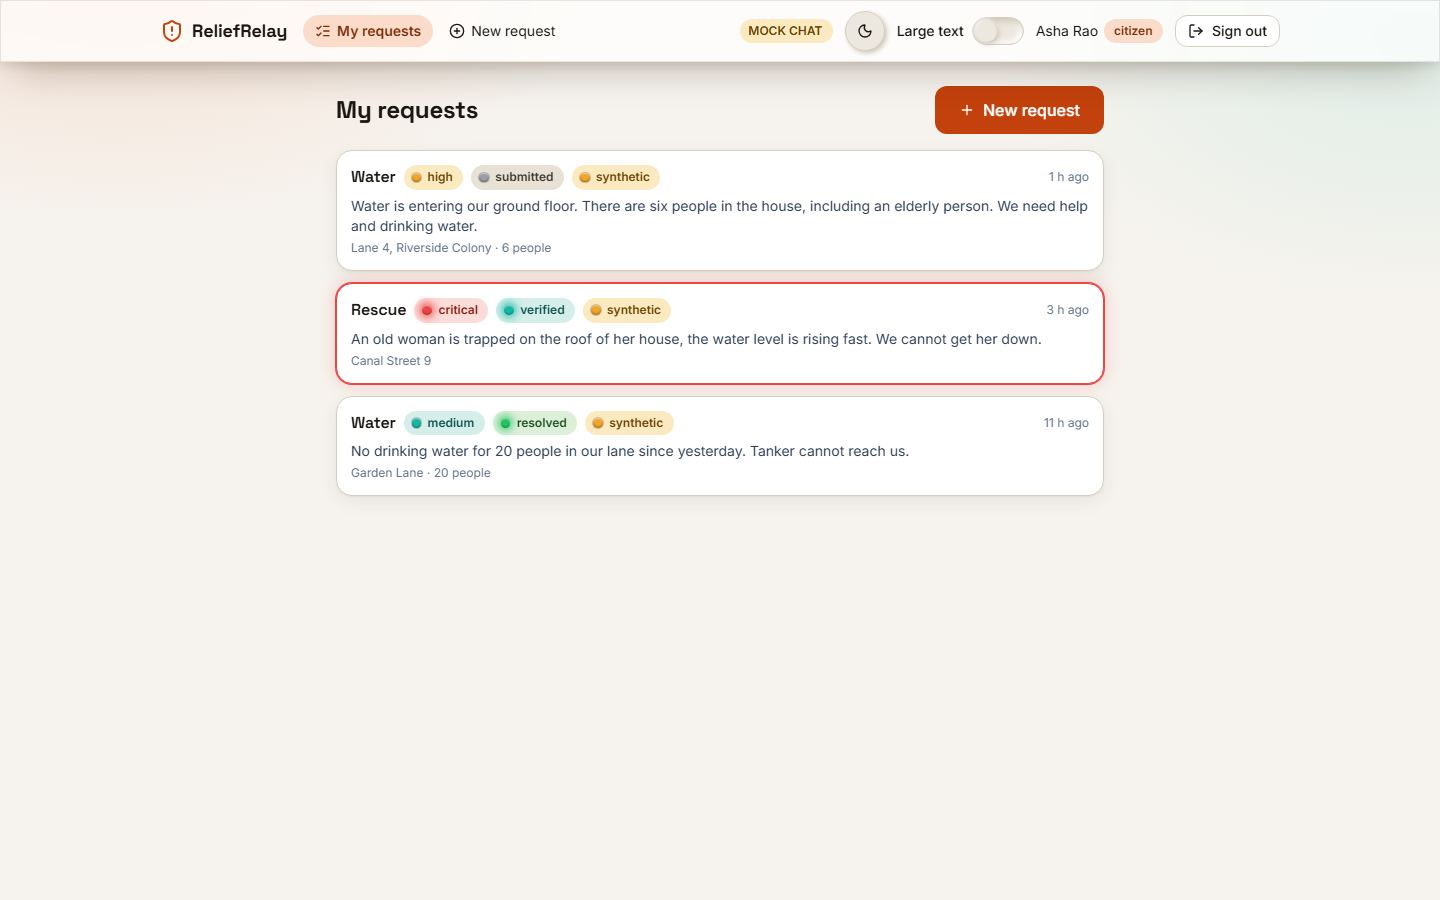 ReliefRelay
My requests
New request
MOCK CHAT
Large text
Asha Rao
citizen
Sign out
My requests
New request
Water high submitted synthetic 1 h ago
Water is entering our ground floor. There are six people in the house, including an elderly person. We need help
and drinking water.
Lane 4, Riverside Colony · 6 people
Rescue critical verified synthetic 3 h ago
An old woman is trapped on the roof of her house, the water level is rising fast. We cannot get her down.
Canal Street 9
Water medium resolved synthetic 11 h ago
No drinking water for 20 people in our lane since yesterday. Tanker cannot reach us.
Garden Lane · 20 people